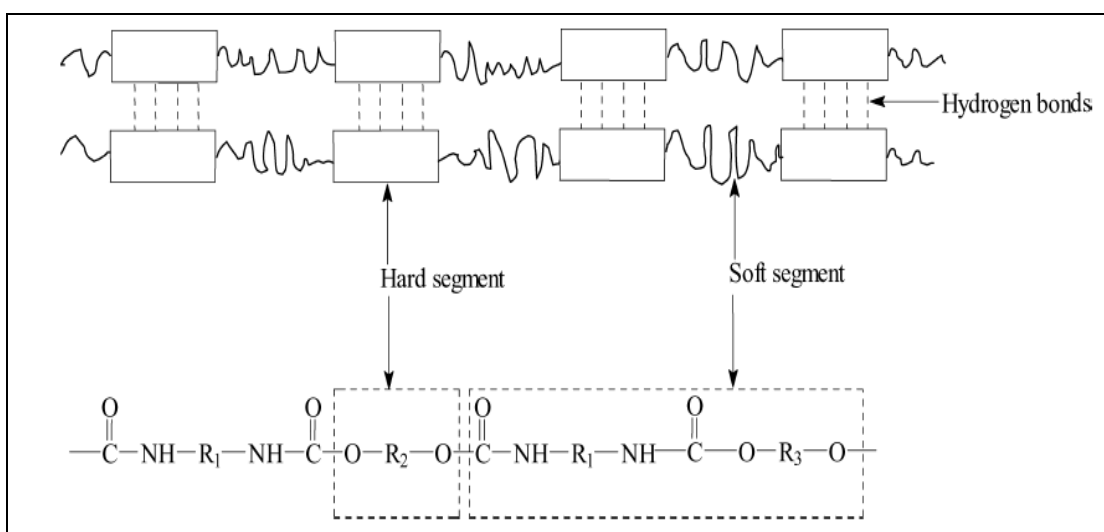 Hydrogen bonds
Hard segment
Soft segment
O O O O
C—NH—R₁—NH—C—O—R₂—O—C—NH—R₁—NH—C—O—R₃—O